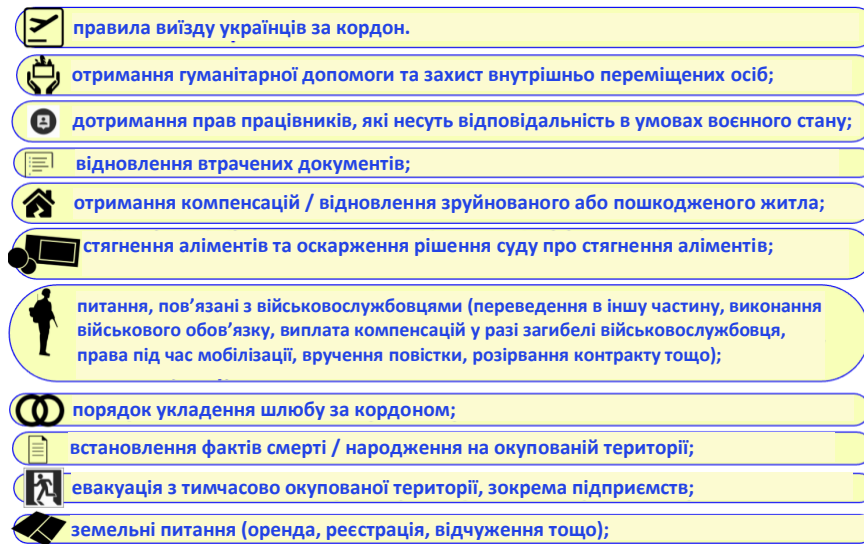 правила виїзду українців за кордон.
отримання гуманітарної допомоги та захист внутрішньо переміщених осіб;
дотримання прав працівників, які несуть відповідальність в умовах воєнного стану;
відновлення втрачених документів;
отримання компенсацій / відновлення зруйнованого або пошкодженого житла;
стягнення аліментів та оскарження рішення суду про стягнення аліментів;
питання, пов’язані з військовослужбовцями (переведення в іншу частину, виконання
військового обов’язку, виплата компенсацій у разі загибелі військовослужбовця,
права під час мобілізації, вручення повістки, розірвання контракту тощо);
порядок укладення шлюбу за кордоном;
встановлення фактів смерті / народження на окупованій території;
евакуація з тимчасово окупованої території, зокрема підприємств;
земельні питання (оренда, реєстрація, відчуження тощо);